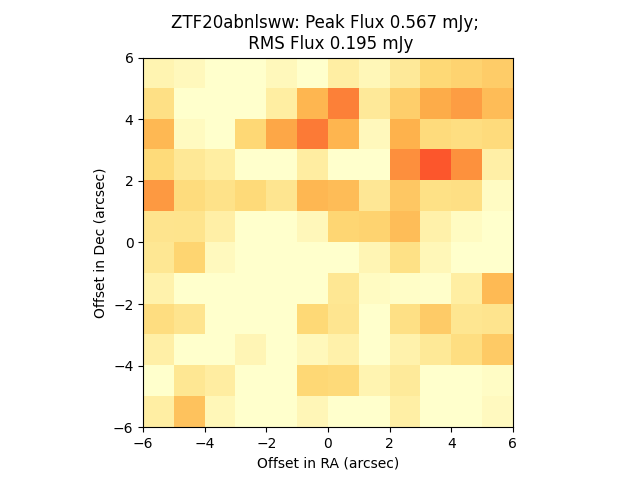 ZTF20abnlsww: Peak Flux 0.567 mJy;
RMS Flux 0.195 mJy
6
4
2
0
−2
−4
−6
Offset in Dec (arcsec)
−6 −4 −2 0 2 4 6
Offset in RA (arcsec)